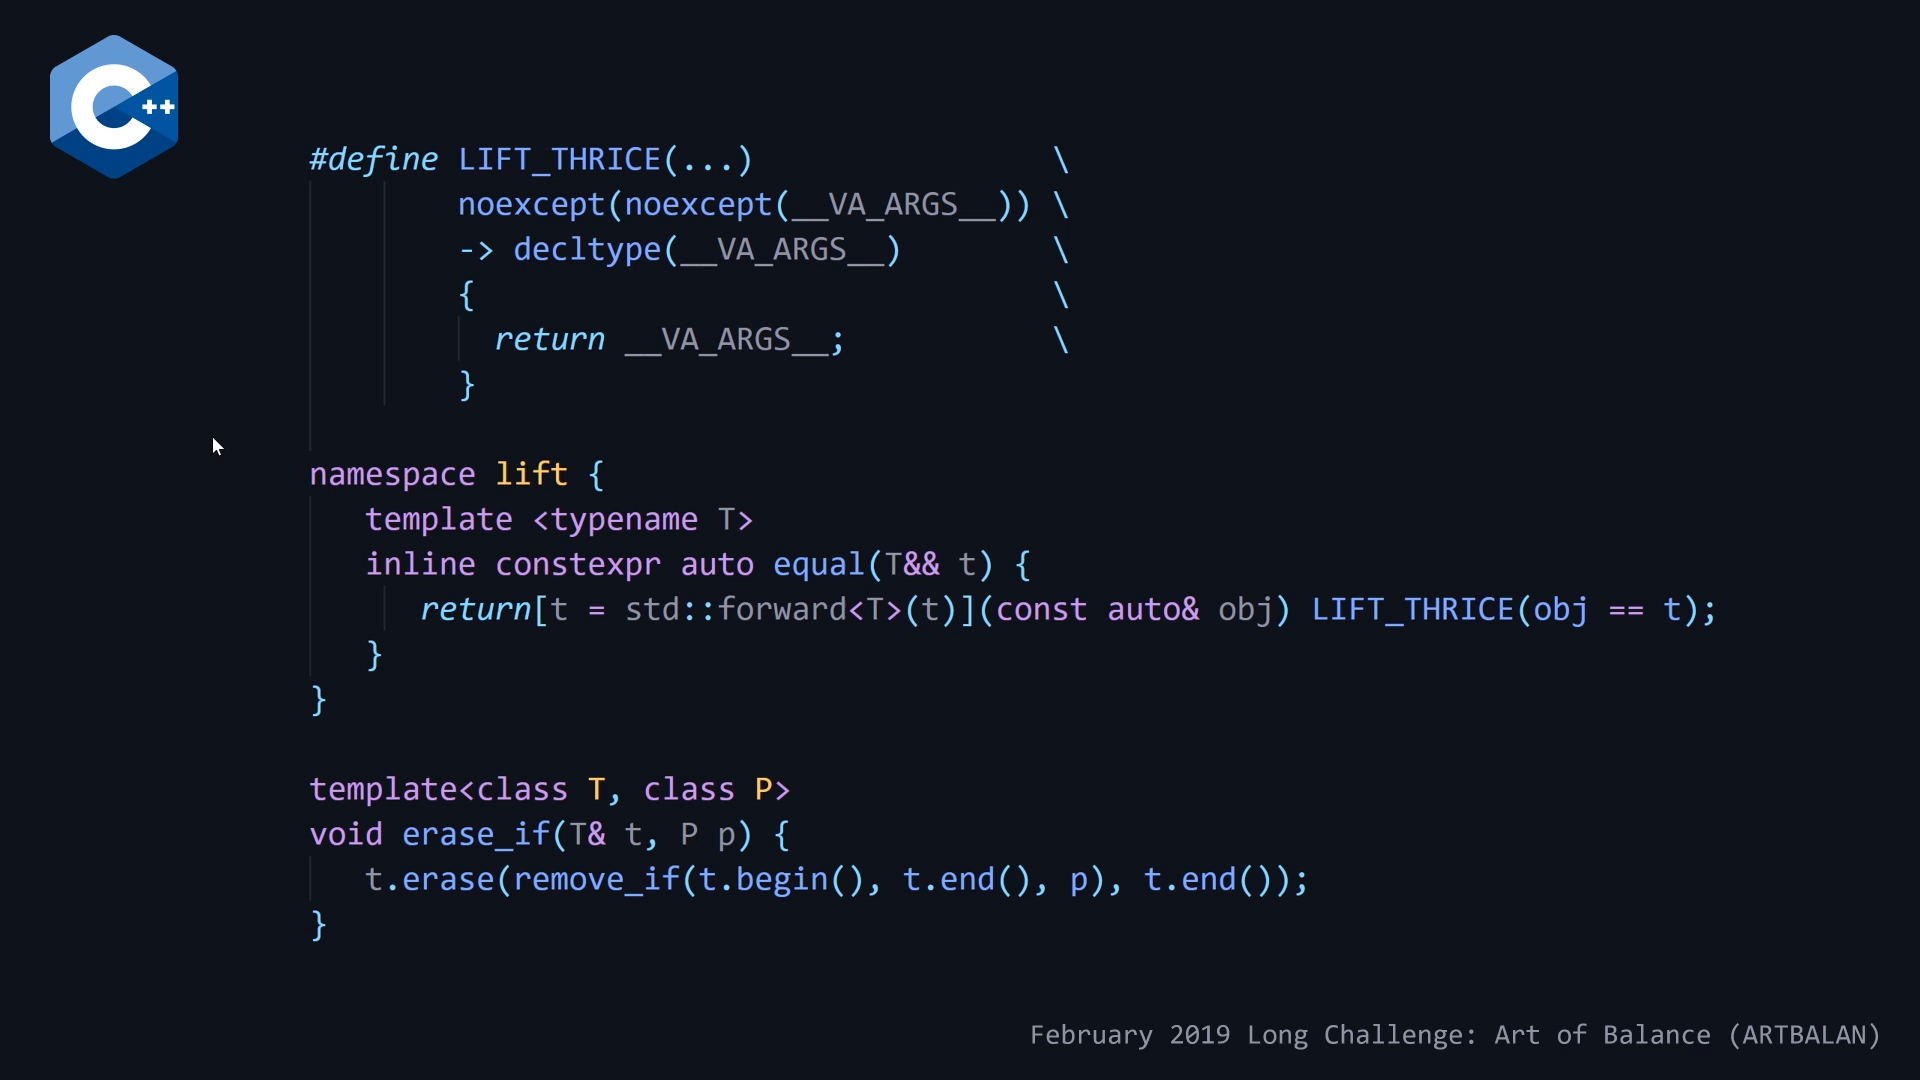 C++
#define LIFT_THRICE(...) \
noexcept(noexcept(__VA_ARGS__)) \
-> decltype(__VA_ARGS__) \
{ \
return __VA_ARGS__; \
}
namespace lift {
template <typename T>
inline constexpr auto equal(T&& t) {
return[t = std::forward<T>(t)](const auto& obj) LIFT_THRICE(obj == t);
}
}
template<class T, class P>
void erase_if(T& t, P p) {
t.erase(remove_if(t.begin(), t.end(), p), t.end());
}
February 2019 Long Challenge: Art of Balance (ARTBALAN)